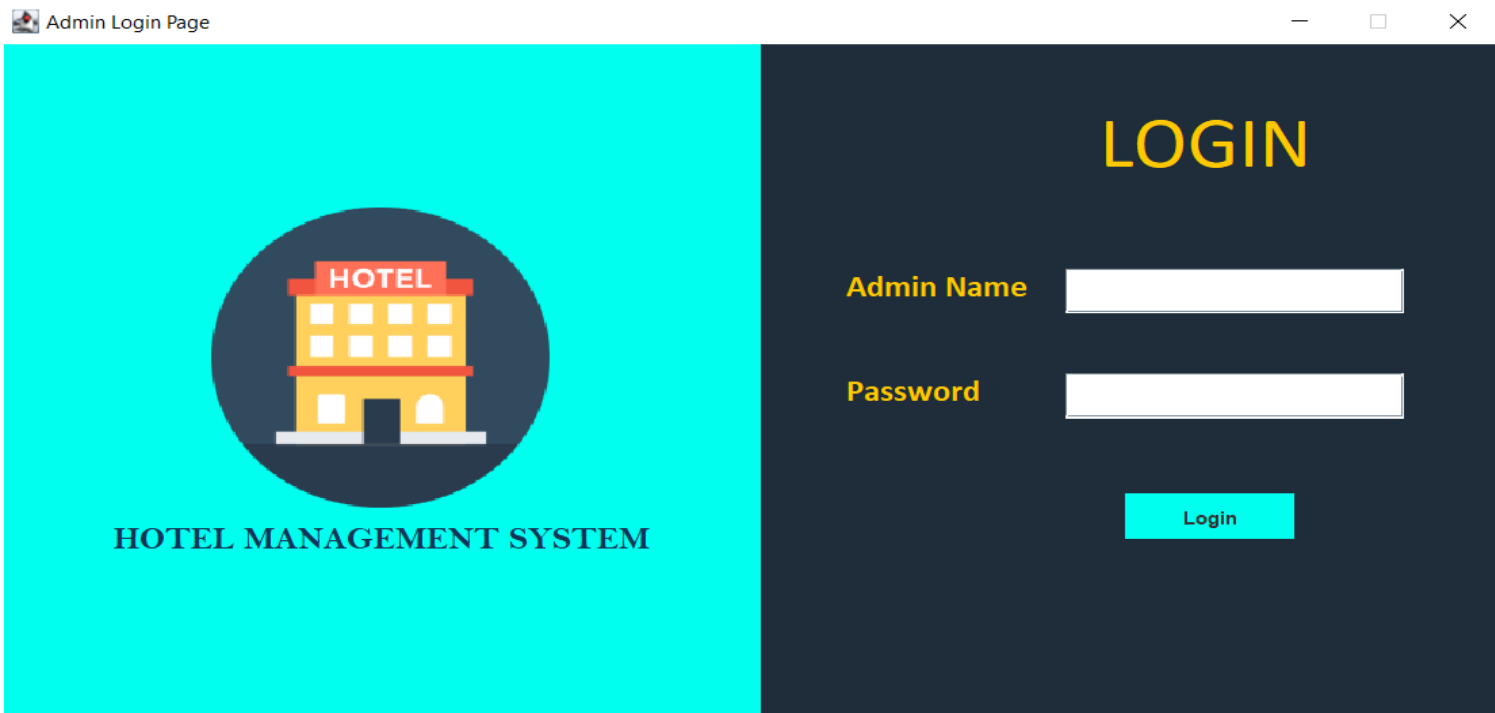 Admin Login Page
HOTEL
HOTEL MANAGEMENT SYSTEM
LOGIN
Admin Name
Password
Login